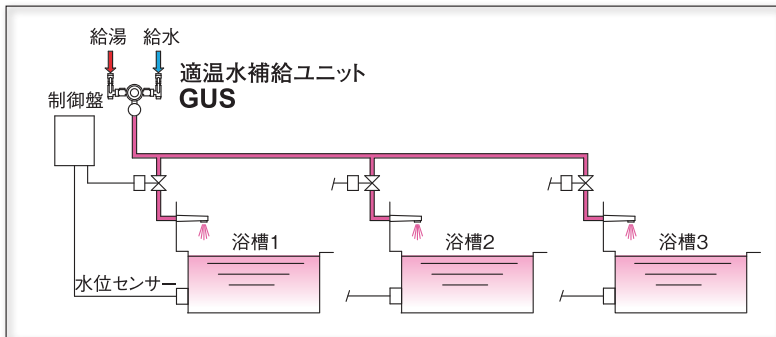 給湯 給水
適温水補給ユニット
GUS
制御盤
浴槽1 浴槽2 浴槽3
水位センサー